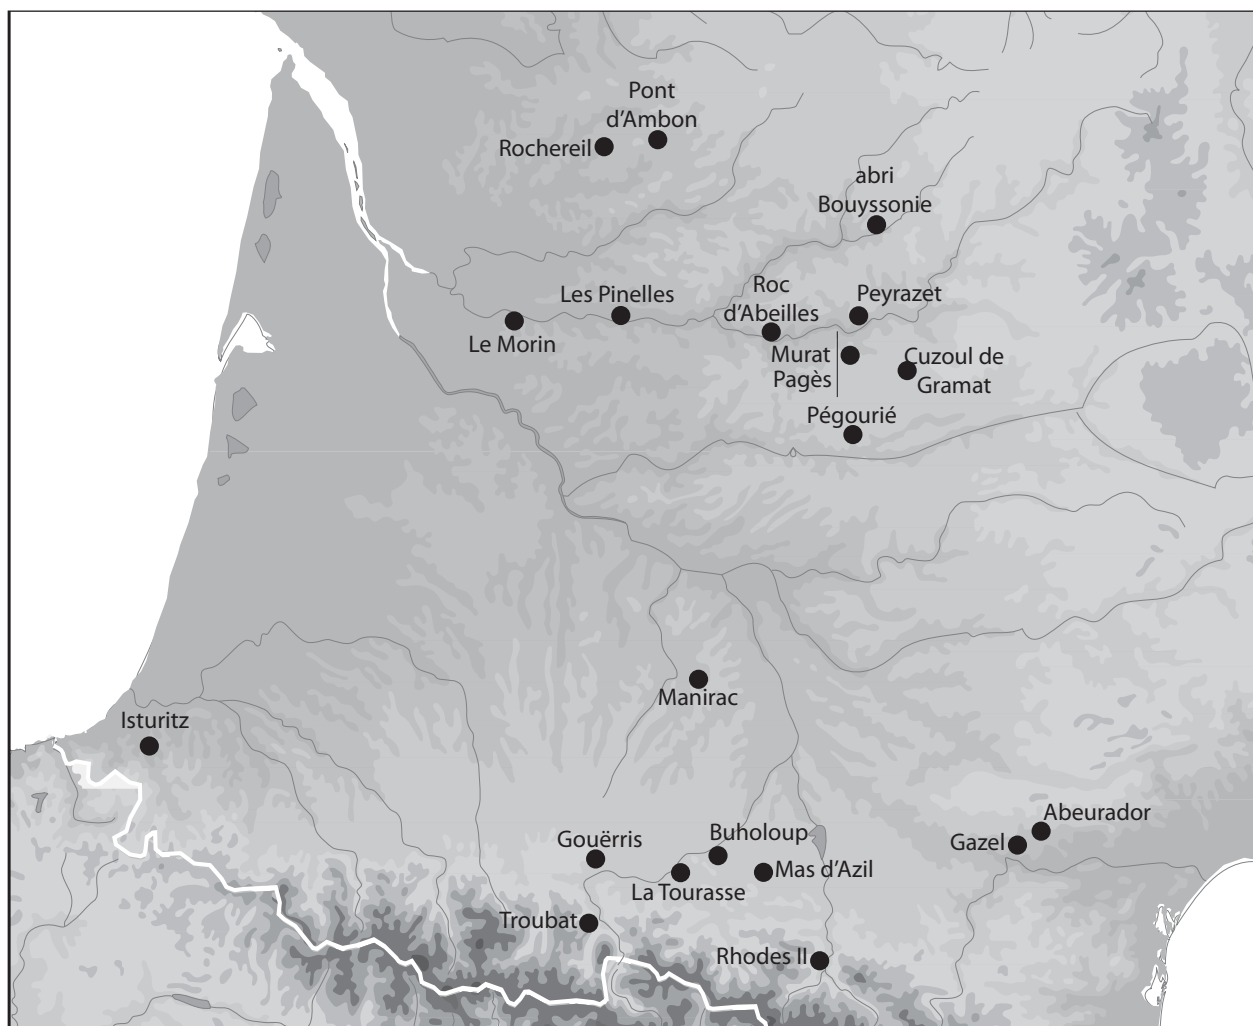 Pont
d'Ambon
Rochereil
abri
Bouyssonie
Les Pinelles
Roc
d'Abeilles
Peyrazet
Le Morin
Murat
Pagès
Cuzoul de
Gramat
Pégourié
Manirac
Isturitz
Abeurador
Gazel
Gouërris
Buholoup
Mas d'Azil
La Tourasse
Troubat
Rhodes II